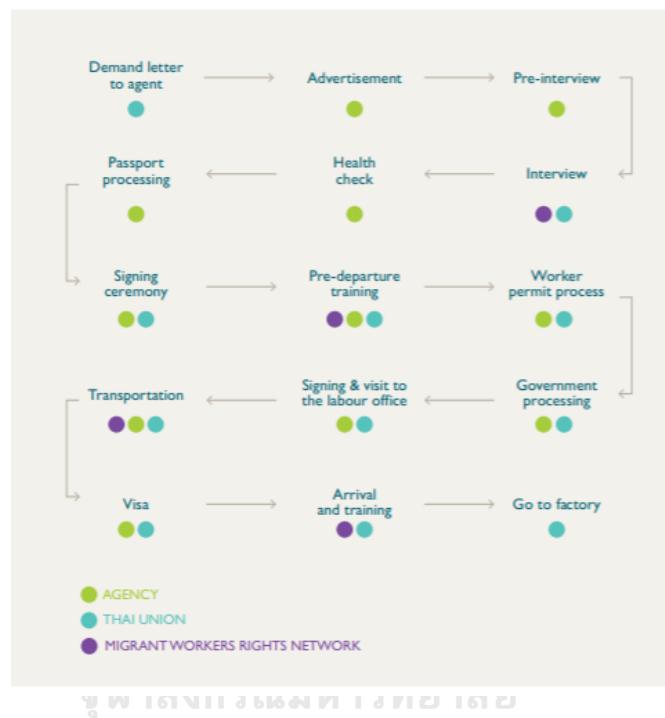 Demand letter
to agent
Advertisement
Pre-interview
Passport
processing
Health
check
Interview
Signing
ceremony
Pre-departure
training
Worker
permit process
Transportation
Signing & visit to
the labour office
Government
processing
Visa
Arrival
and training
Go to factory
AGENCY
THAI UNION
MIGRANT WORKERS RIGHTS NETWORK